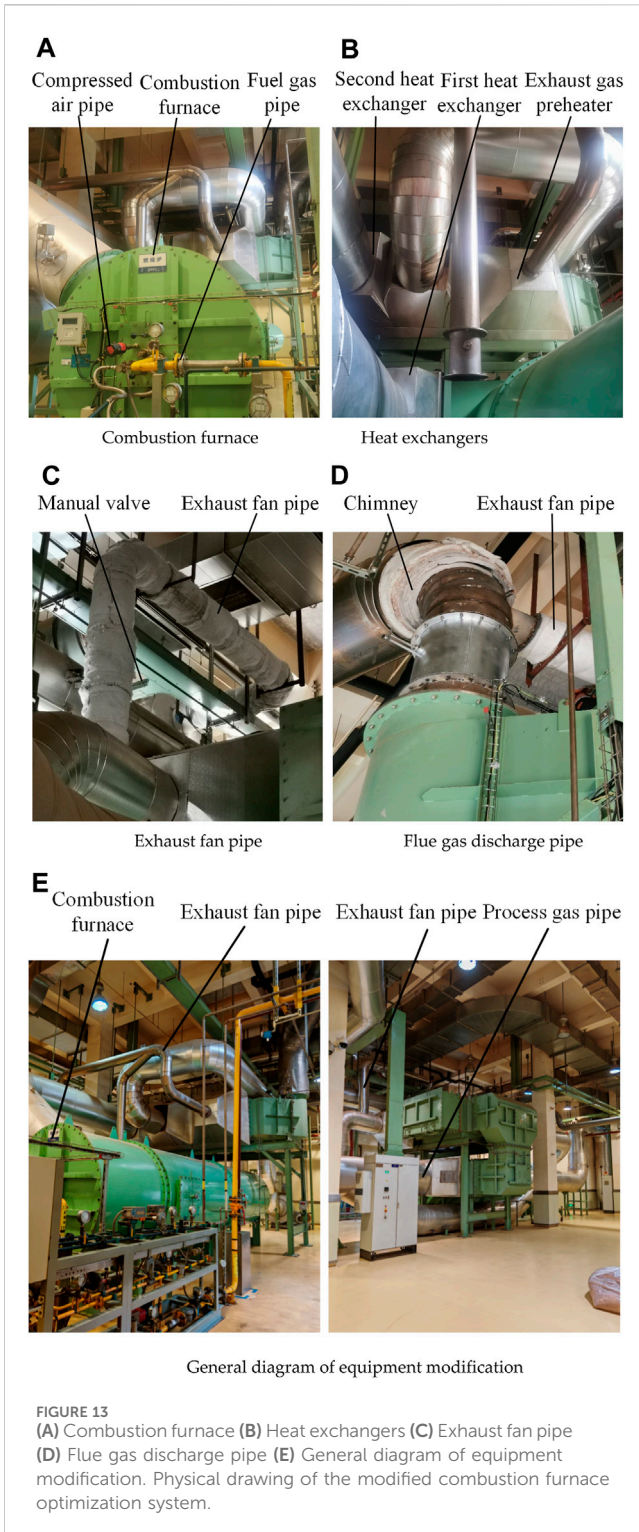 A
B
Compressed air pipe
Combustion furnace
Fuel gas pipe
Second heat exchanger
First heat exchanger
Exhaust gas preheater
Combustion furnace
Heat exchangers
C
D
Manual valve
Exhaust fan pipe
Chimney
Exhaust fan pipe
Exhaust fan pipe
Flue gas discharge pipe
E
Combustion furnace
Exhaust fan pipe
Exhaust fan pipe
Process gas pipe
General diagram of equipment modification
FIGURE 13
(A) Combustion furnace (B) Heat exchangers (C) Exhaust fan pipe
(D) Flue gas discharge pipe (E) General diagram of equipment
modification. Physical drawing of the modified combustion furnace
optimization system.